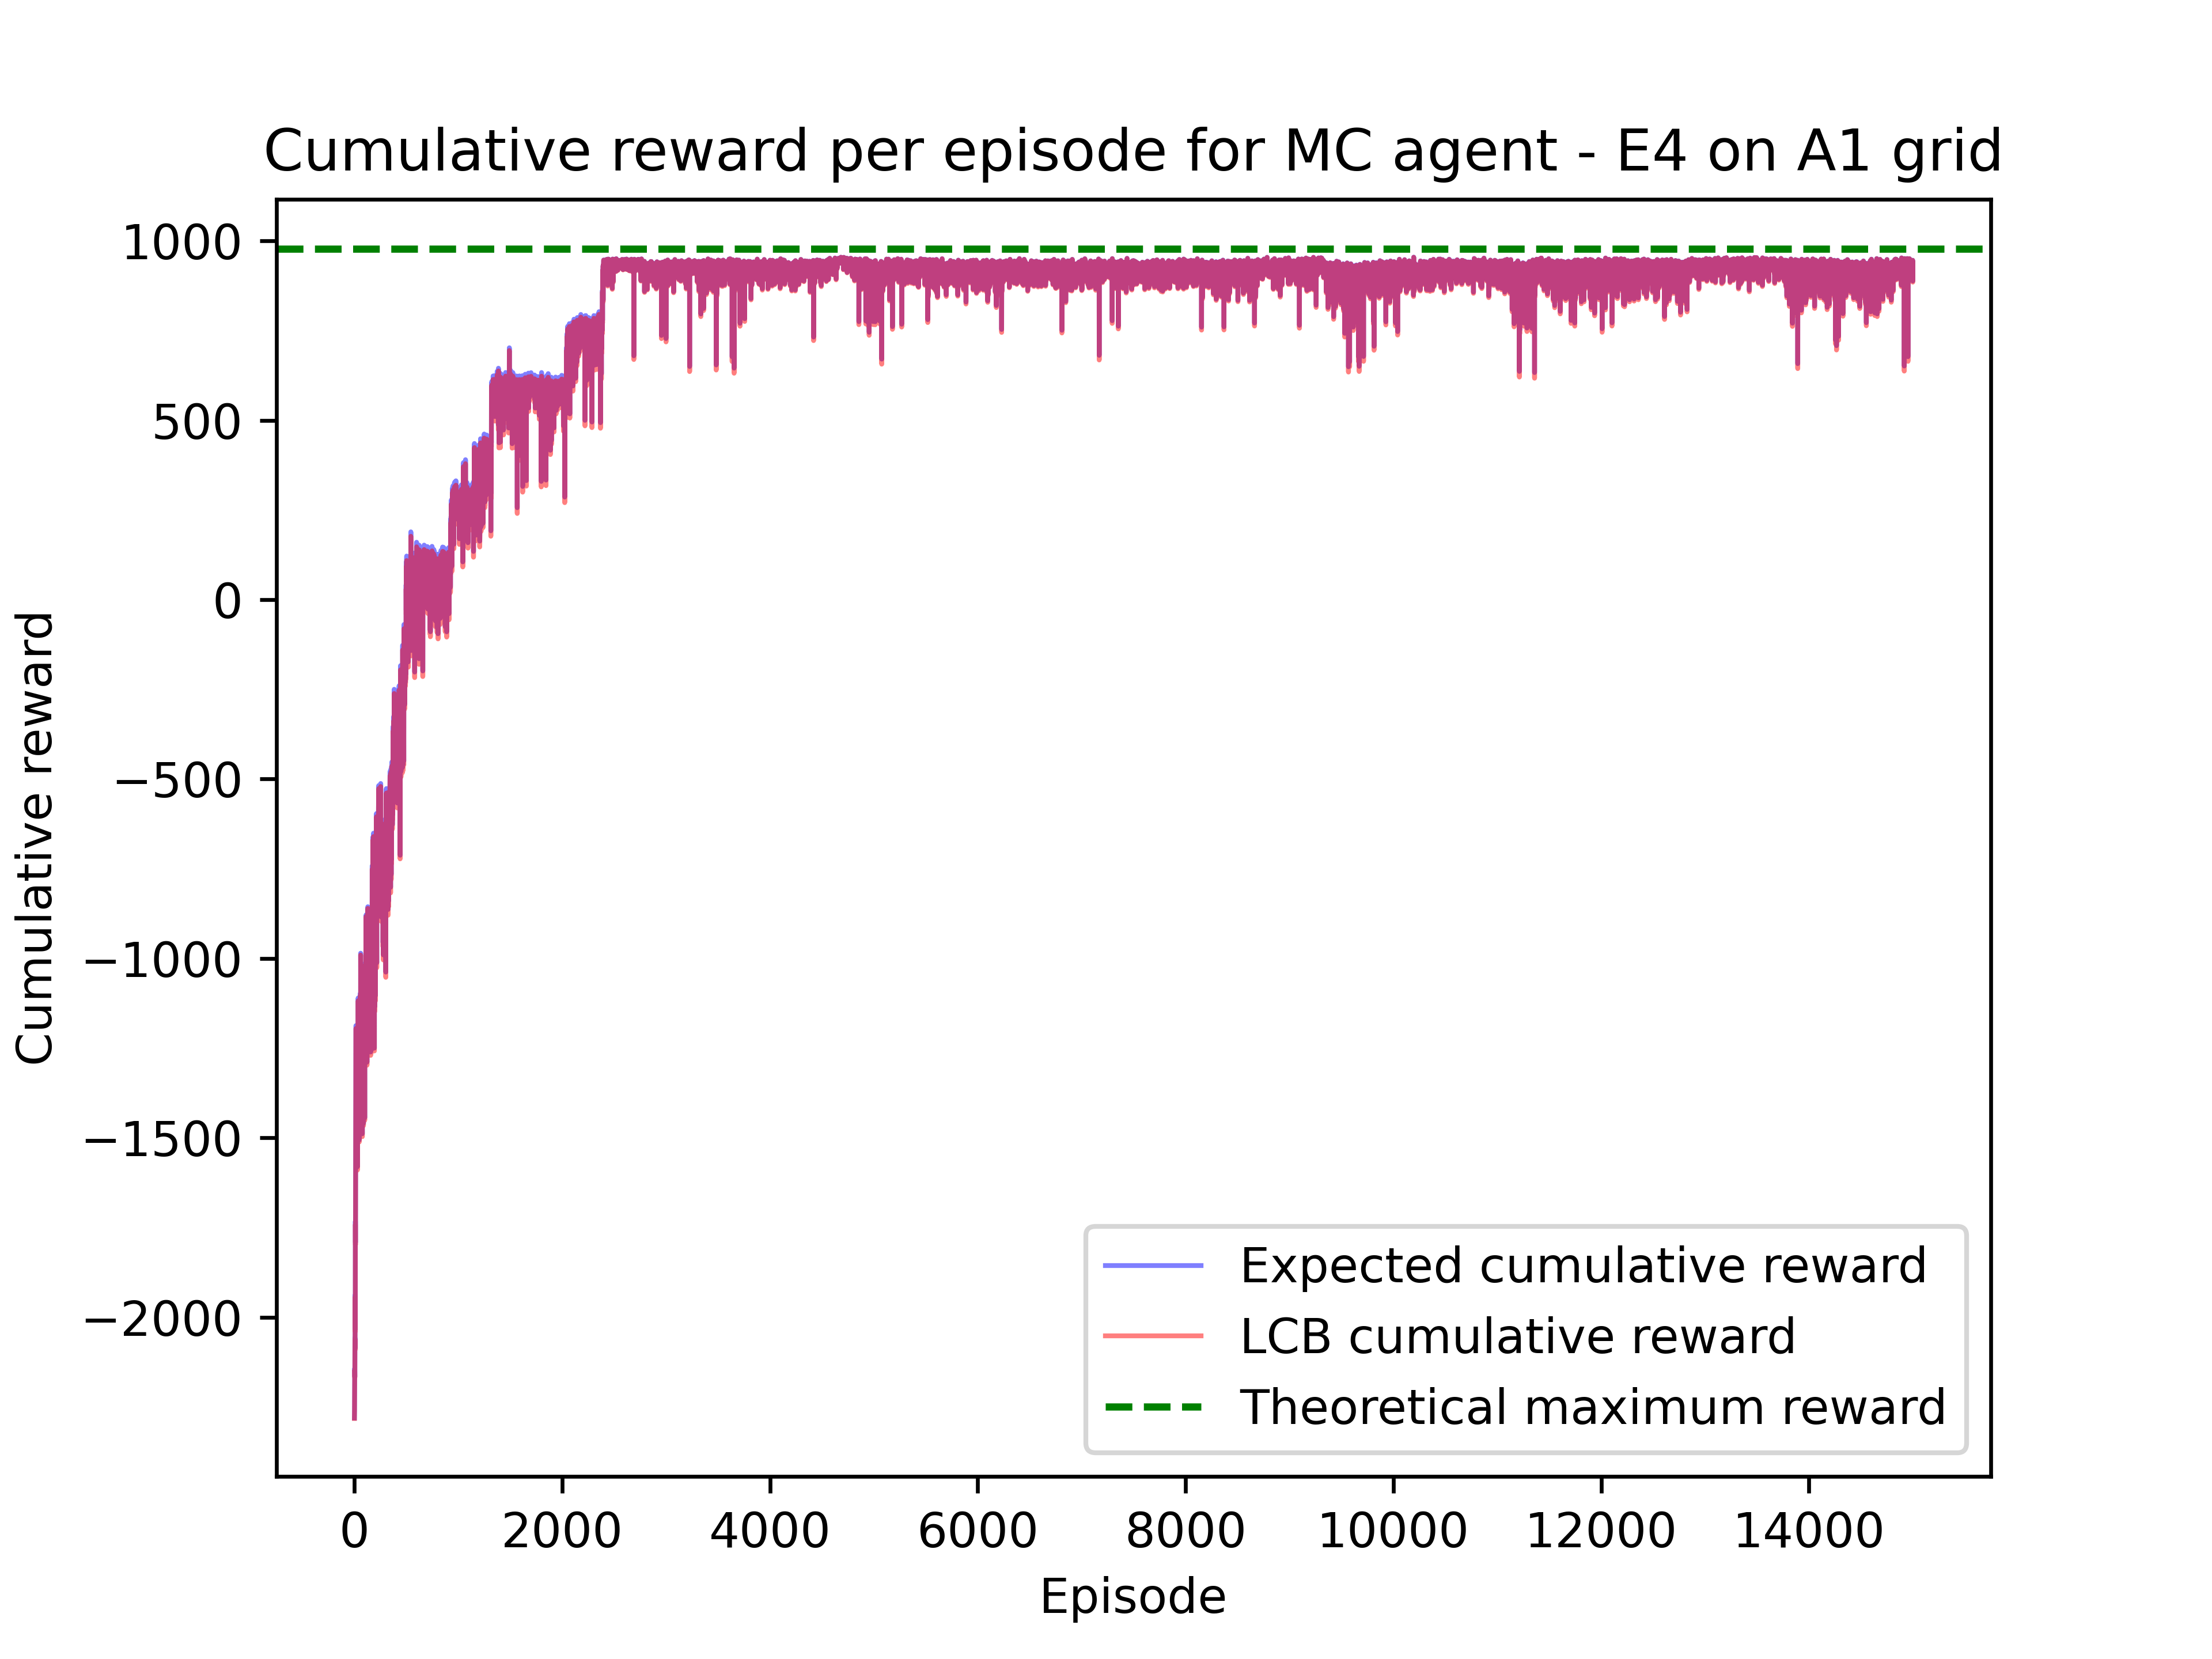 Cumulative reward per episode for MC agent - E4 on A1 grid
1000
500
0
−500
−1000
−1500
−2000
Cumulative reward
Expected cumulative reward
LCB cumulative reward
Theoretical maximum reward
0 2000 4000 6000 8000 10000 12000 14000
Episode